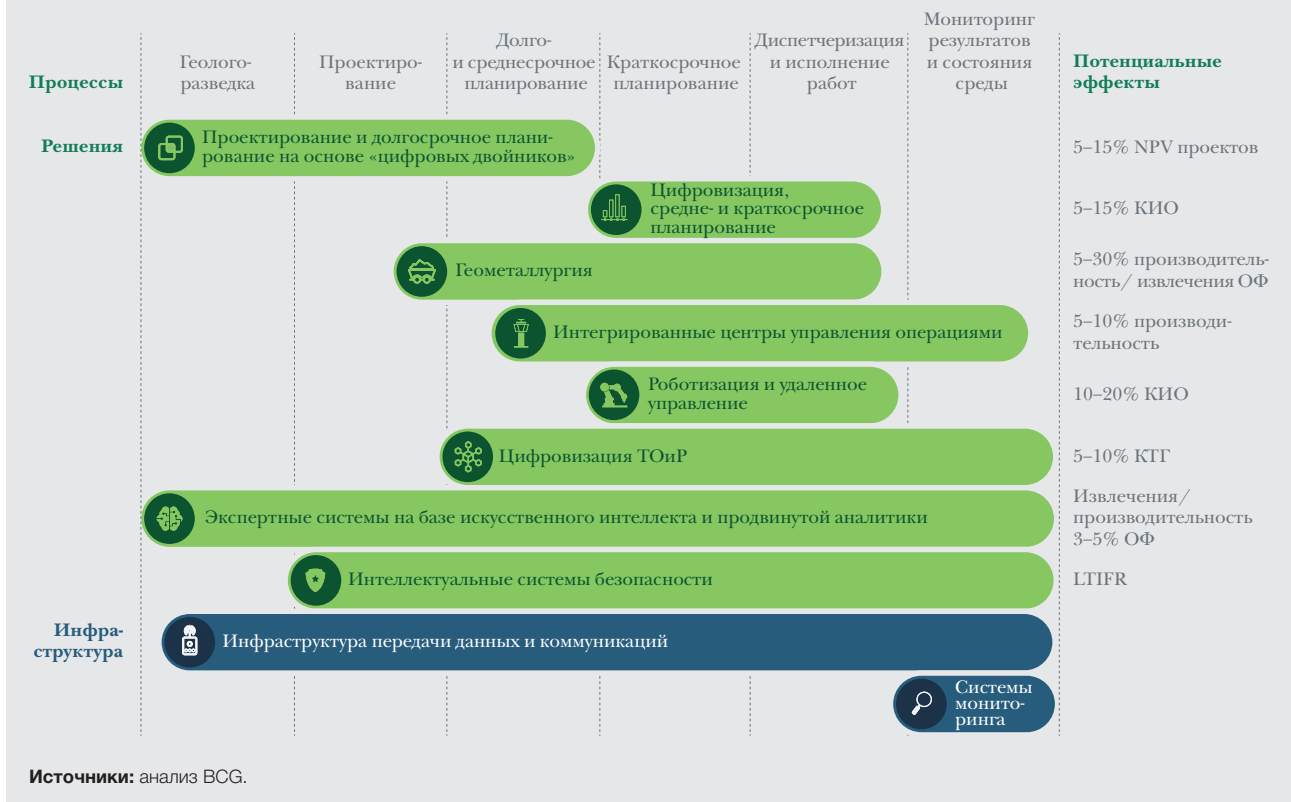 Процессы
Геолого-
разведка
Проектиро-
вание
Долго-
и среднесрочное
планирование
Краткосрочное
планирование
Диспетчеризация
и исполнение
работ
Мониторинг
результатов
и состояния
среды
Потенциальные
эффекты
Решения
Проектирование и долгосрочное плани-
рование на основе «цифровых двойников»
5–15% NPV проектов
Цифровизация,
средне- и краткосрочное
планирование
5–15% КИО
Геометаллургия
5–30% производитель-
ность/ извлечения ОФ
Интегрированные центры управления операциями
5–10% производи-
тельность
Роботизация и удаленное
управление
10–20% КИО
Цифровизация ТОиР
5–10% КТГ
Экспертные системы на базе искусственного интеллекта и продвинутой аналитики
Извлечения/
производительность
3–5% ОФ
Интеллектуальные системы безопасности
LTIFR
Инфра-
структура
Инфраструктура передачи данных и коммуникаций
Системы
монито-
ринга
Источники: анализ BCG.